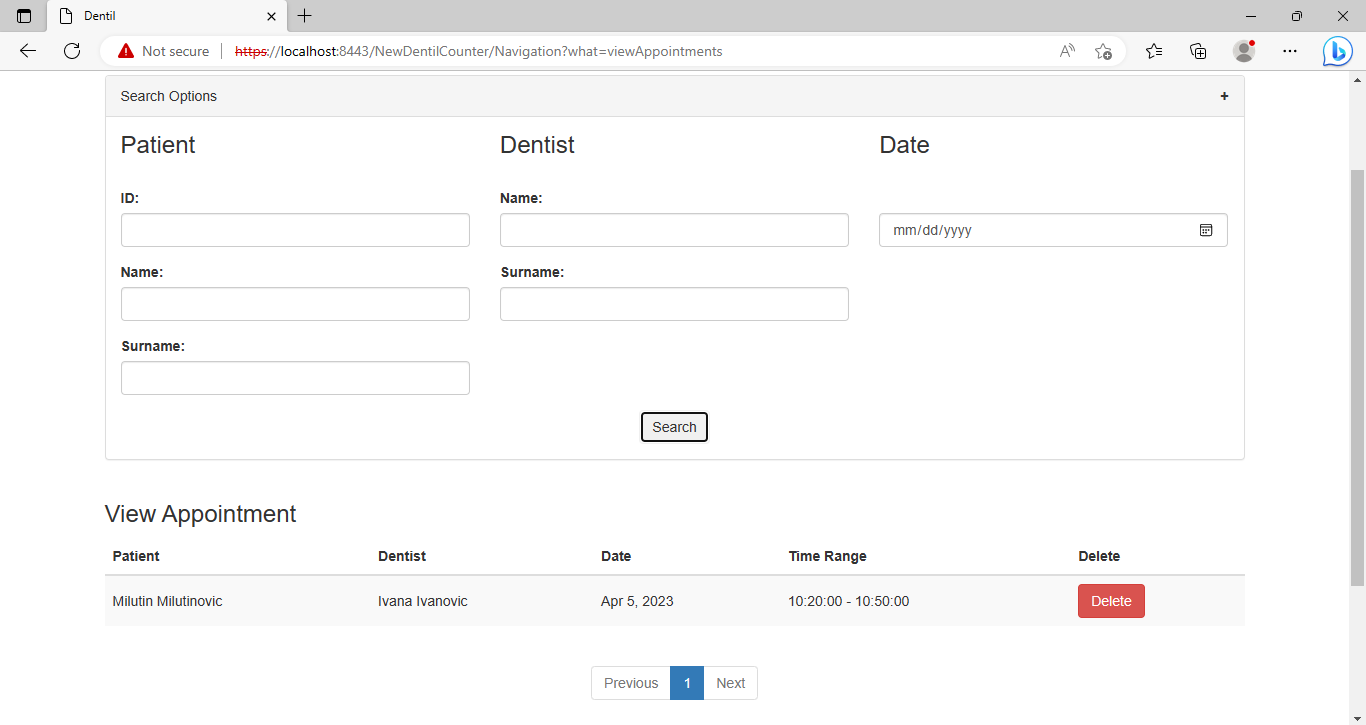 Dentil
Not secure
https://localhost:8443/NewDentilCounter/Navigation?what=viewAppointments
Search Options +
Patient Dentist Date
ID: Name:
mm/dd/yyyy
Name: Surname:
Surname:
Search
View Appointment
Patient Dentist Date Time Range Delete
Milutin Milutinovic Ivana Ivanovic Apr 5, 2023 10:20:00 - 10:50:00 Delete
Previous 1 Next